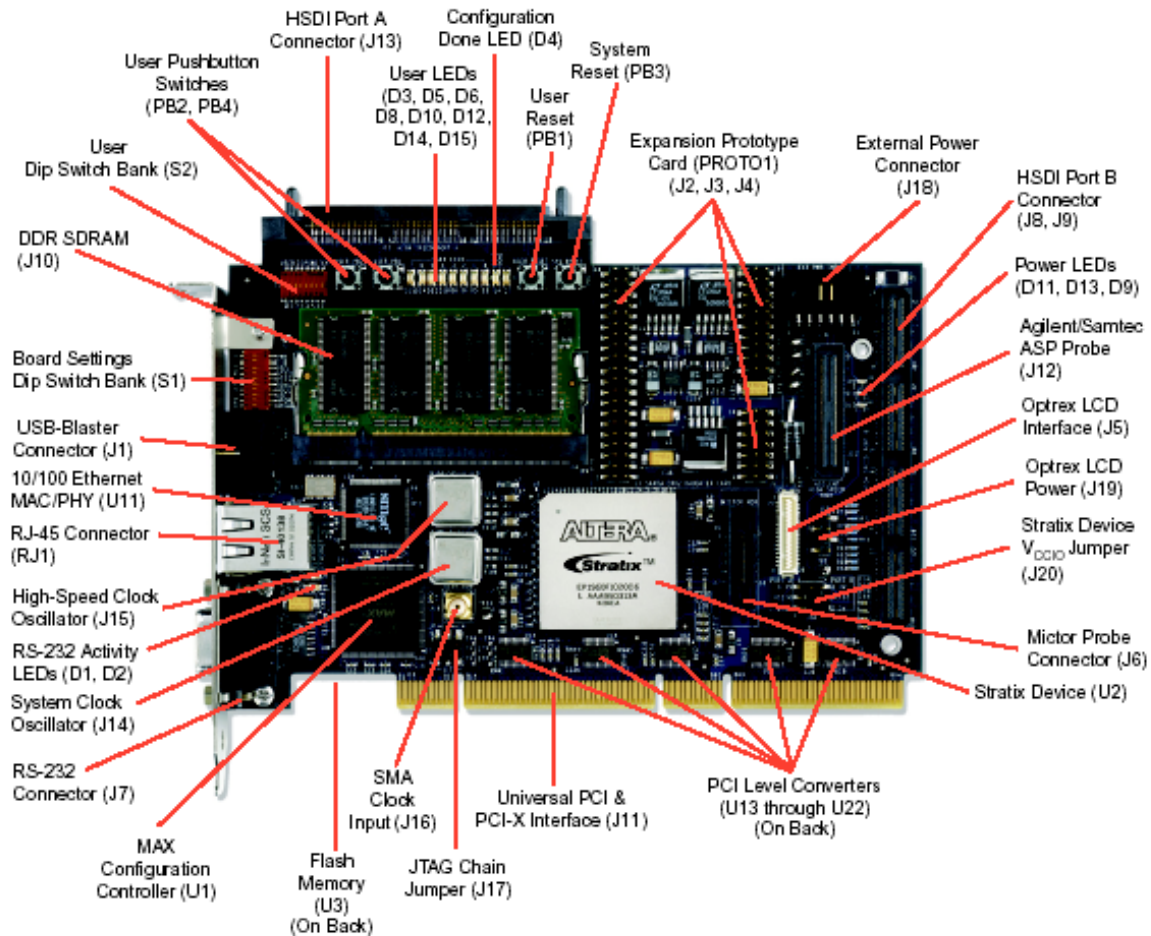 HSDI Port A
Connector (J13)
Configuration
Done LED (D4)
User Pushbutton
Switches
(PB2, PB4)
User LEDs
(D3, D5, D6,
D8, D10, D12,
D14, D15)
System
Reset (PB3)
User
Reset
(PB1)
User
Dip Switch Bank (S2)
Expansion Prototype
Card (PROTO1)
(J2, J3, J4)
External Power
Connector
(J18)
HSDI Port B
Connector
(J8, J9)
DDR SDRAM
(J10)
Power LEDs
(D11, D13, D9)
Agilent/Samtec
ASP Probe
(J12)
Board Settings
Dip Switch Bank (S1)
Optrex LCD
Interface (J5)
USB-Blaster
Connector (J1)
10/100 Ethernet
MAC/PHY (U11)
Optrex LCD
Power (J19)
RJ-45 Connector
(RJ1)
Stratix Device
VCCIO Jumper
(J20)
ALTERA
Stratix™
MAX
High-Speed Clock
Oscillator (J15)
RS-232 Activity
LEDs (D1, D2)
Mictor Probe
Connector (J6)
System Clock
Oscillator (J14)
Stratix Device (U2)
RS-232
Connector (J7)
SMA
Clock
Input (J16)
Universal PCI &
PCI-X Interface (J11)
PCI Level Converters
(U13 through U22)
(On Back)
MAX
Configuration
Controller (U1)
Flash
Memory
(U3)
(On Back)
JTAG Chain
Jumper (J17)